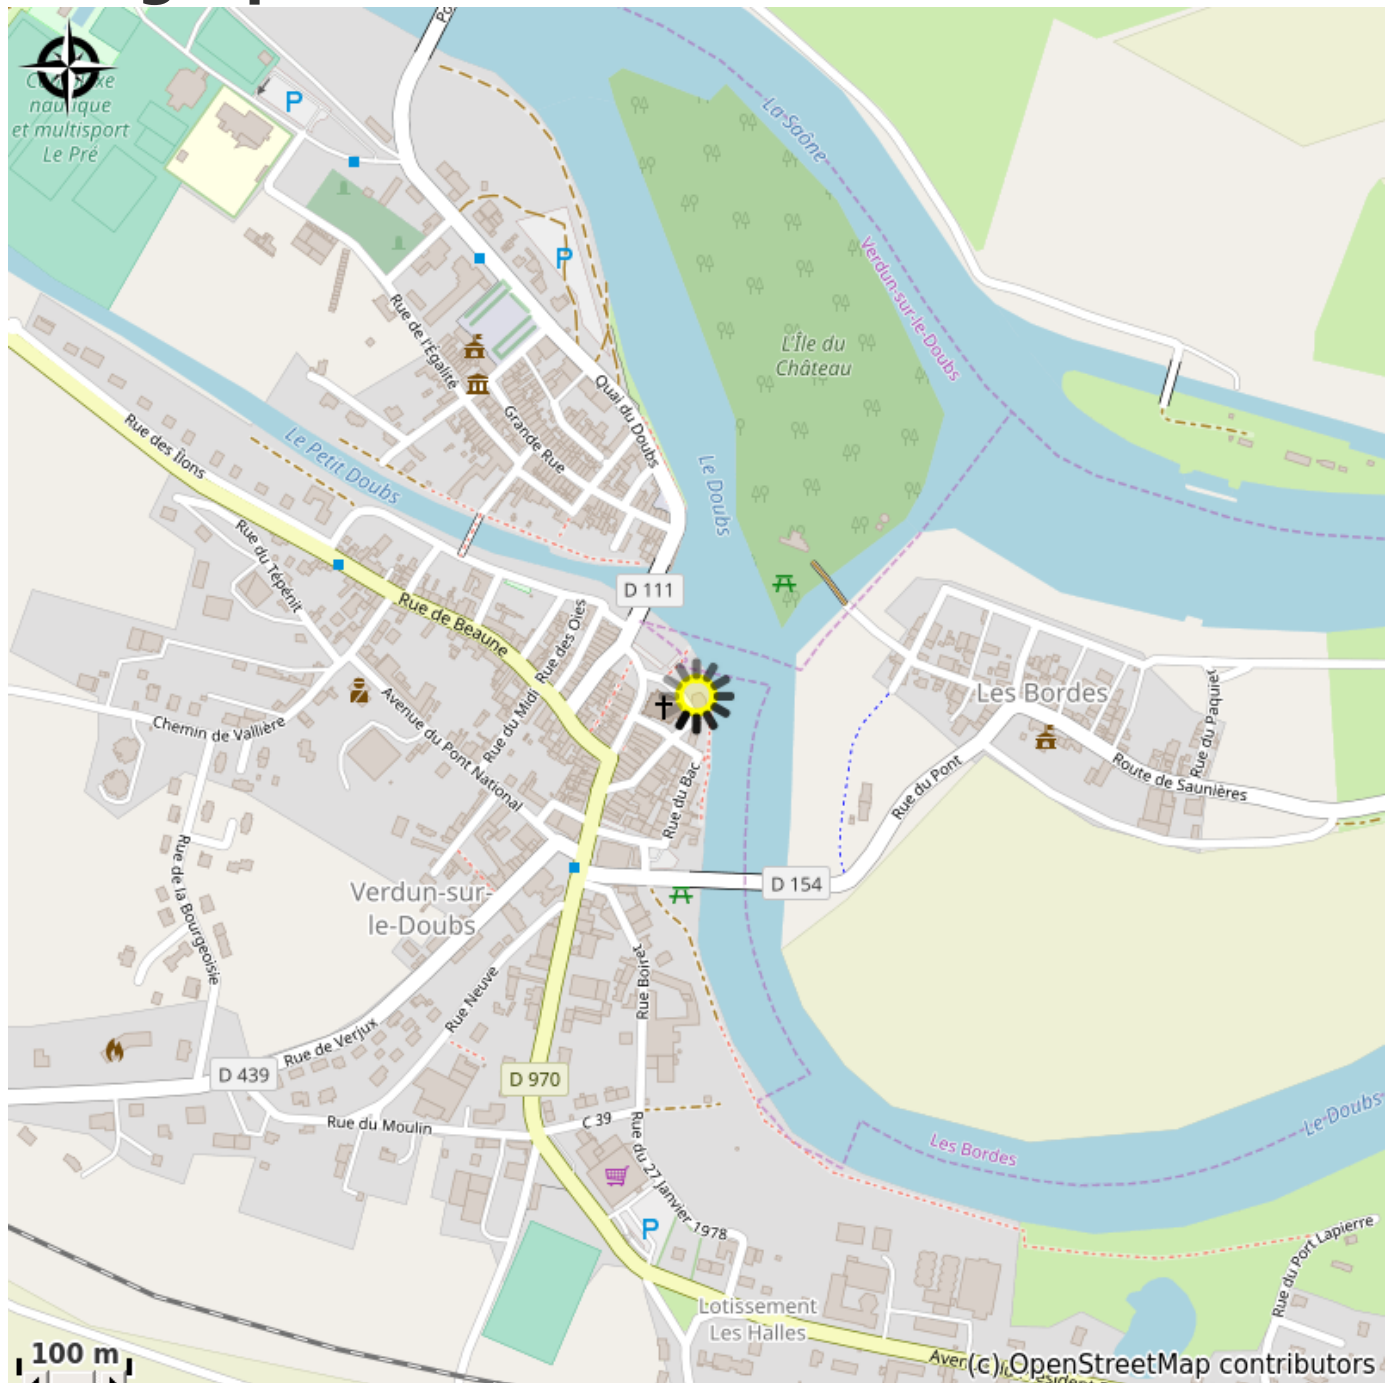 Complexe
nautique
et multisport
Le Pré
P
P
La Saône
Verdun-sur-le-Doubs
L'Île du
Château
Rue de l'Égalité
Quai du Doubs
Grande Rue
Le Doubs
Rue des Îlons
Le Petit Doubs
Rue du Tépénit
D 111
Rue de Beaune
Rue des Oies
Rue du Midi
Les Bordes
Rue du Paquier
Chemin de Vallière
Avenue du Pont National
Rue du Pont
Route de Saunières
Rue du Bac
Rue de la Bourgeoisie
Verdun-sur-
le-Doubs
D 154
Rue Boiret
Rue Neuve
Rue de Verjux
D 439
D 970
Rue du Moulin
C 39
Rue du 27 Janvier 1978
Les Bordes
Le Doubs
P
Rue du Port Lapierre
Lotissement
Les Halles
100 m
(c) OpenStreetMap contributors